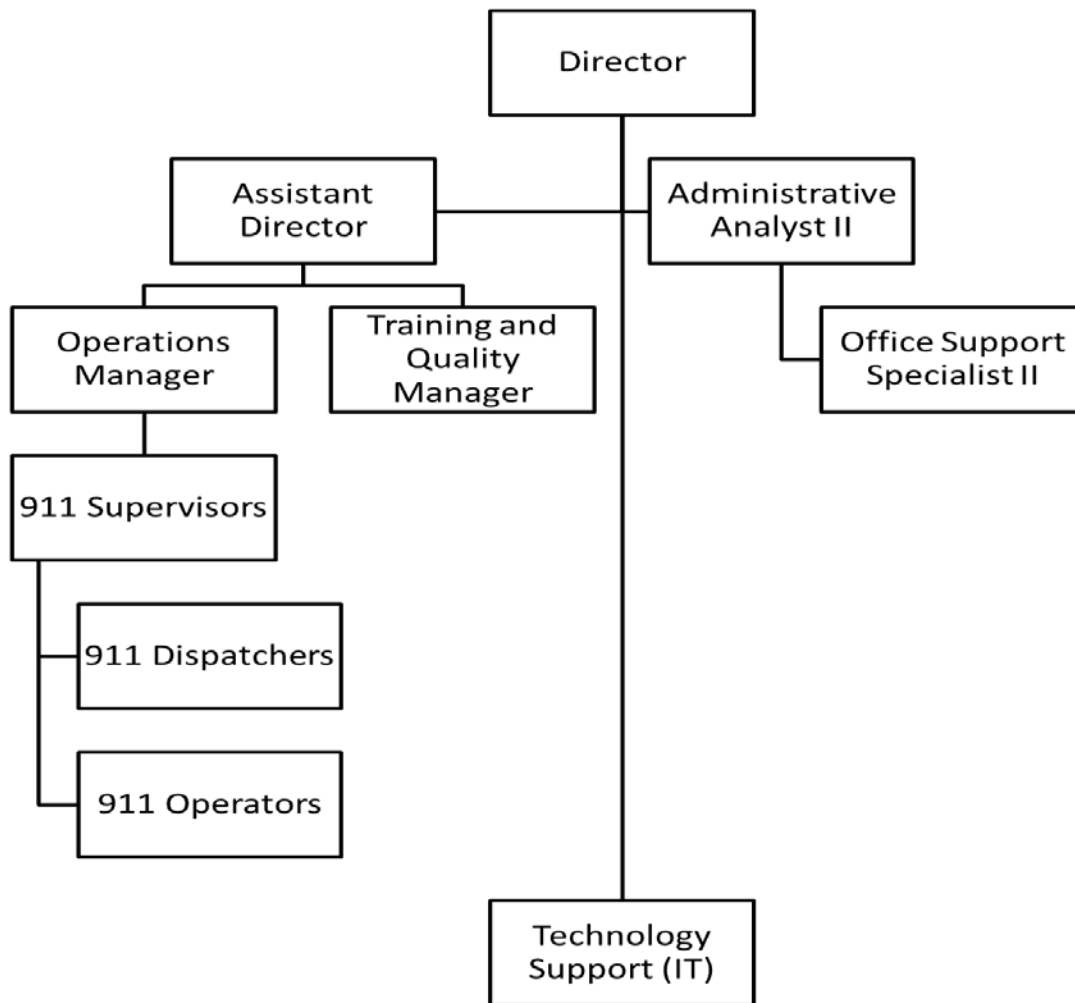 Director
Assistant
Director
Administrative
Analyst II
Operations
Manager
Training and
Quality
Manager
Office Support
Specialist II
911 Supervisors
911 Dispatchers
911 Operators
Technology
Support (IT)